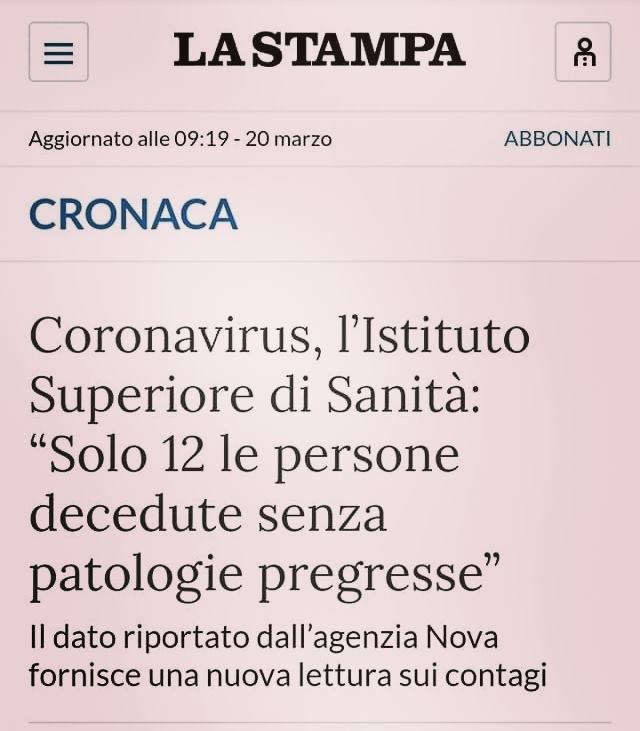 LA STAMPA
Aggiornato alle 09:19 - 20 marzo
ABBONATI
CRONACA
Coronavirus, l’Istituto
Superiore di Sanità:
“Solo 12 le persone
decedute senza
patologie pregresse”
Il dato riportato dall’agenzia Nova
fornisce una nuova lettura sui contagi